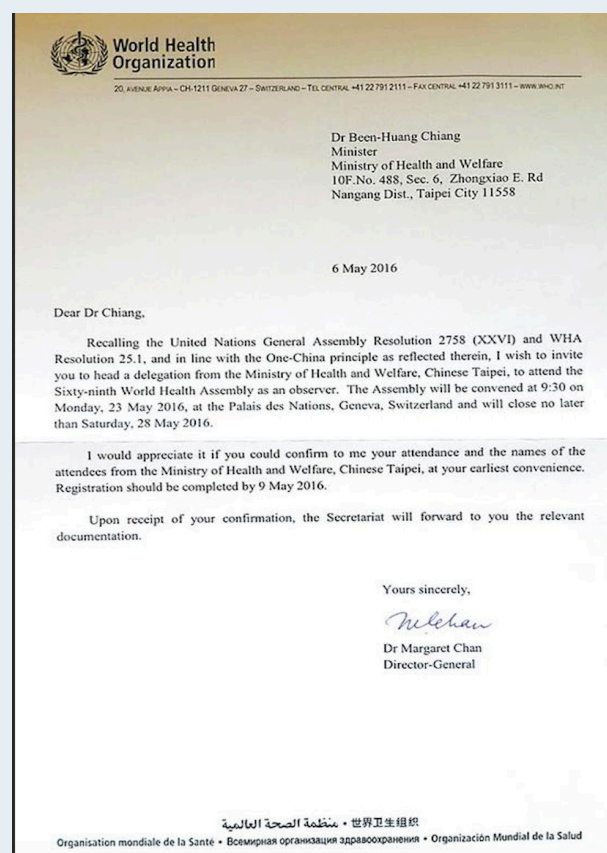 World Health
Organization
20, AVENUE APPIA – CH-1211 GENEVA 27 – SWITZERLAND – TEL CENTRAL +41 22 791 2111 – FAX CENTRAL +41 22 791 3111 – WWW.WHO.INT
Dr Been-Huang Chiang
Minister
Ministry of Health and Welfare
10F.No. 488, Sec. 6, Zhongxiao E. Rd
Nangang Dist., Taipei City 11558
6 May 2016
Dear Dr Chiang,
Recalling the United Nations General Assembly Resolution 2758 (XXVI) and WHA
Resolution 25.1, and in line with the One-China principle as reflected therein, I wish to invite
you to head a delegation from the Ministry of Health and Welfare, Chinese Taipei, to attend the
Sixty-ninth World Health Assembly as an observer. The Assembly will be convened at 9:30 on
Monday, 23 May 2016, at the Palais des Nations, Geneva, Switzerland and will close no later
than Saturday, 28 May 2016.
I would appreciate it if you could confirm to me your attendance and the names of the
attendees from the Ministry of Health and Welfare, Chinese Taipei, at your earliest convenience.
Registration should be completed by 9 May 2016.
Upon receipt of your confirmation, the Secretariat will forward to you the relevant
documentation.
Yours sincerely,
Dr Margaret Chan
Director-General
منظمة الصحة العالمية • 世界卫生组织
Organisation mondiale de la Santé • Всемирная организация здравоохранения • Organización Mundial de la Salud